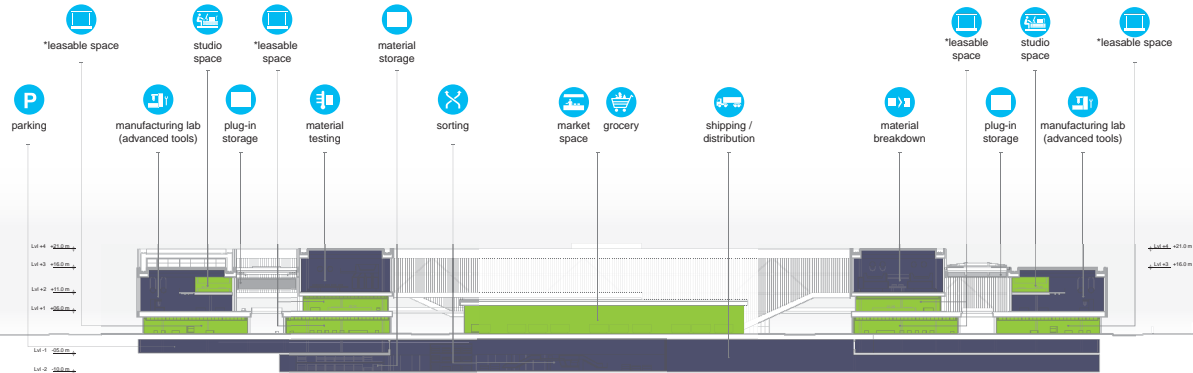 *leasable space
studio
space
*leasable
space
material
storage
*leasable
space
studio
space
*leasable space
P
parking
manufacturing lab
(advanced tools)
plug-in
storage
material
testing
sorting
market
space
grocery
shipping /
distribution
material
breakdown
plug-in
storage
manufacturing lab
(advanced tools)
Lvl +4 +21.0 m
Lvl +3 +16.0 m
Lvl +2 +11.0 m
Lvl +1 +06.0 m
Lvl -1 -05.0 m
Lvl -2 -10.0 m
Lvl +4 +21.0 m
Lvl +3 +16.0 m